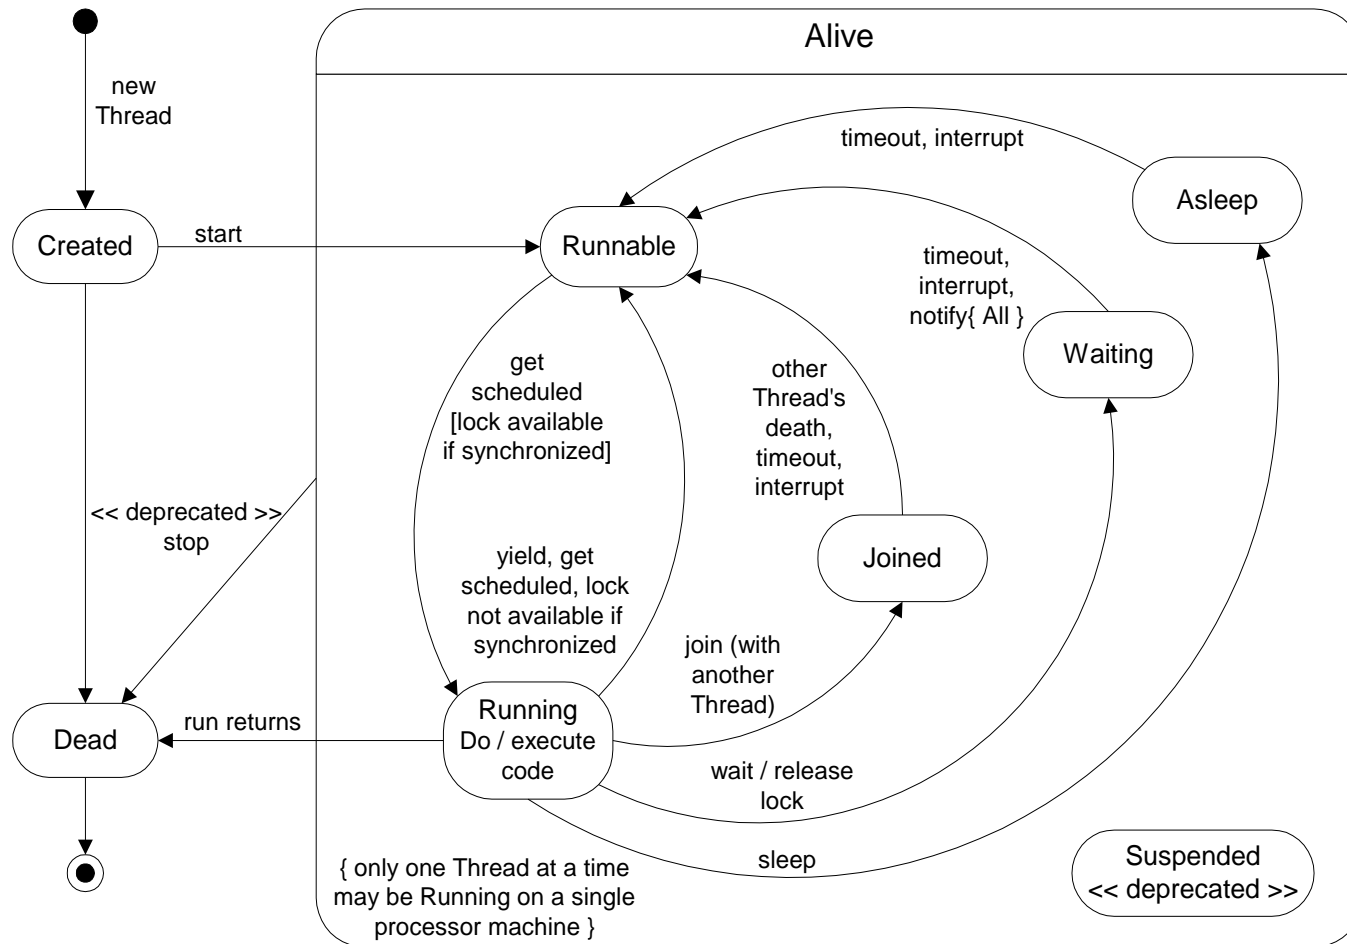 Alive
new
Thread
timeout, interrupt
Asleep
Created
start
Runnable
timeout,
interrupt,
notify{ All }
Waiting
get
scheduled
[lock available
if synchronized]
other
Thread's
death,
timeout,
interrupt
<< deprecated >>
stop
yield, get
scheduled, lock
not available if
synchronized
Joined
join (with
another
Thread)
Dead
run returns
Running
Do / execute
code
wait / release
lock
sleep
{ only one Thread at a time
may be Running on a single
processor machine }
Suspended
<< deprecated >>